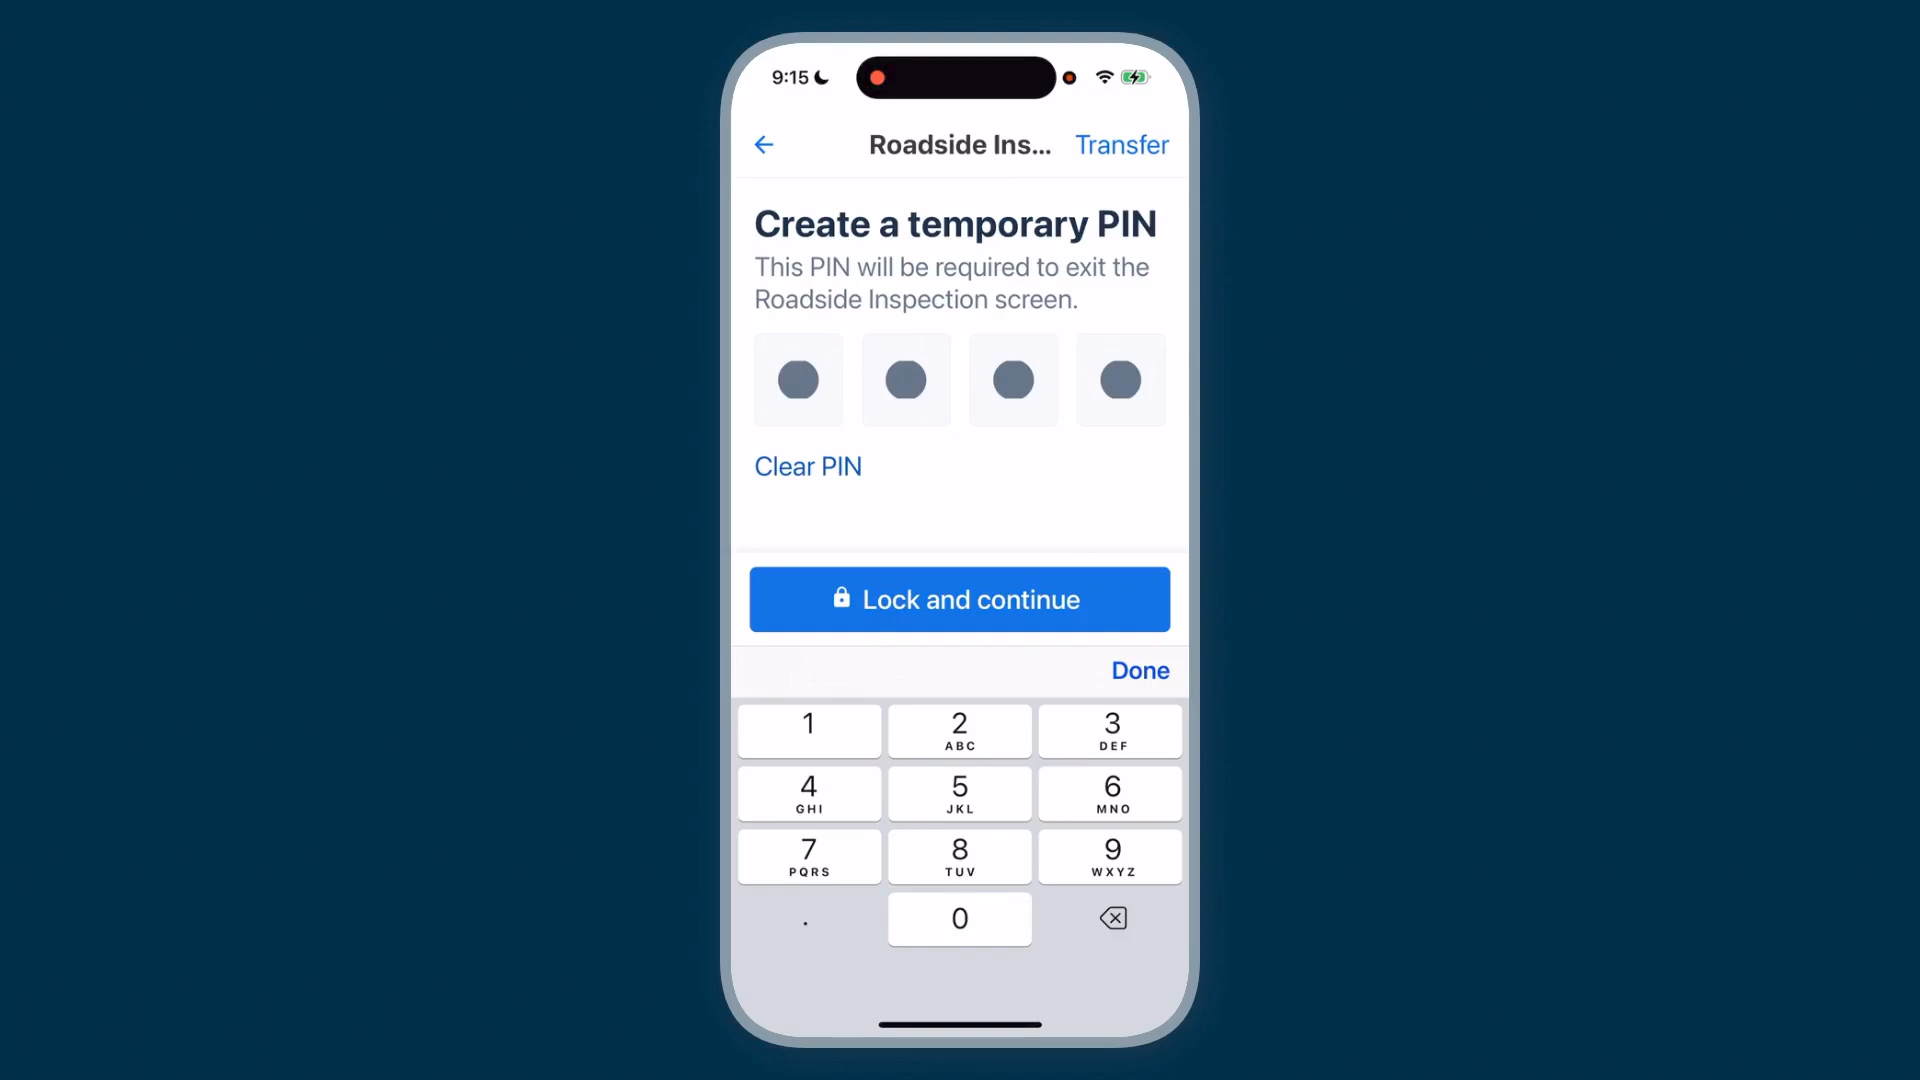 9:15
Roadside Ins... Transfer
Create a temporary PIN
This PIN will be required to exit the
Roadside Inspection screen.
Clear PIN
Lock and continue
Done
1 2 3
ABC DEF
4 5 6
GHI JKL MNO
7 8 9
PQRS TUV WXYZ
. 0